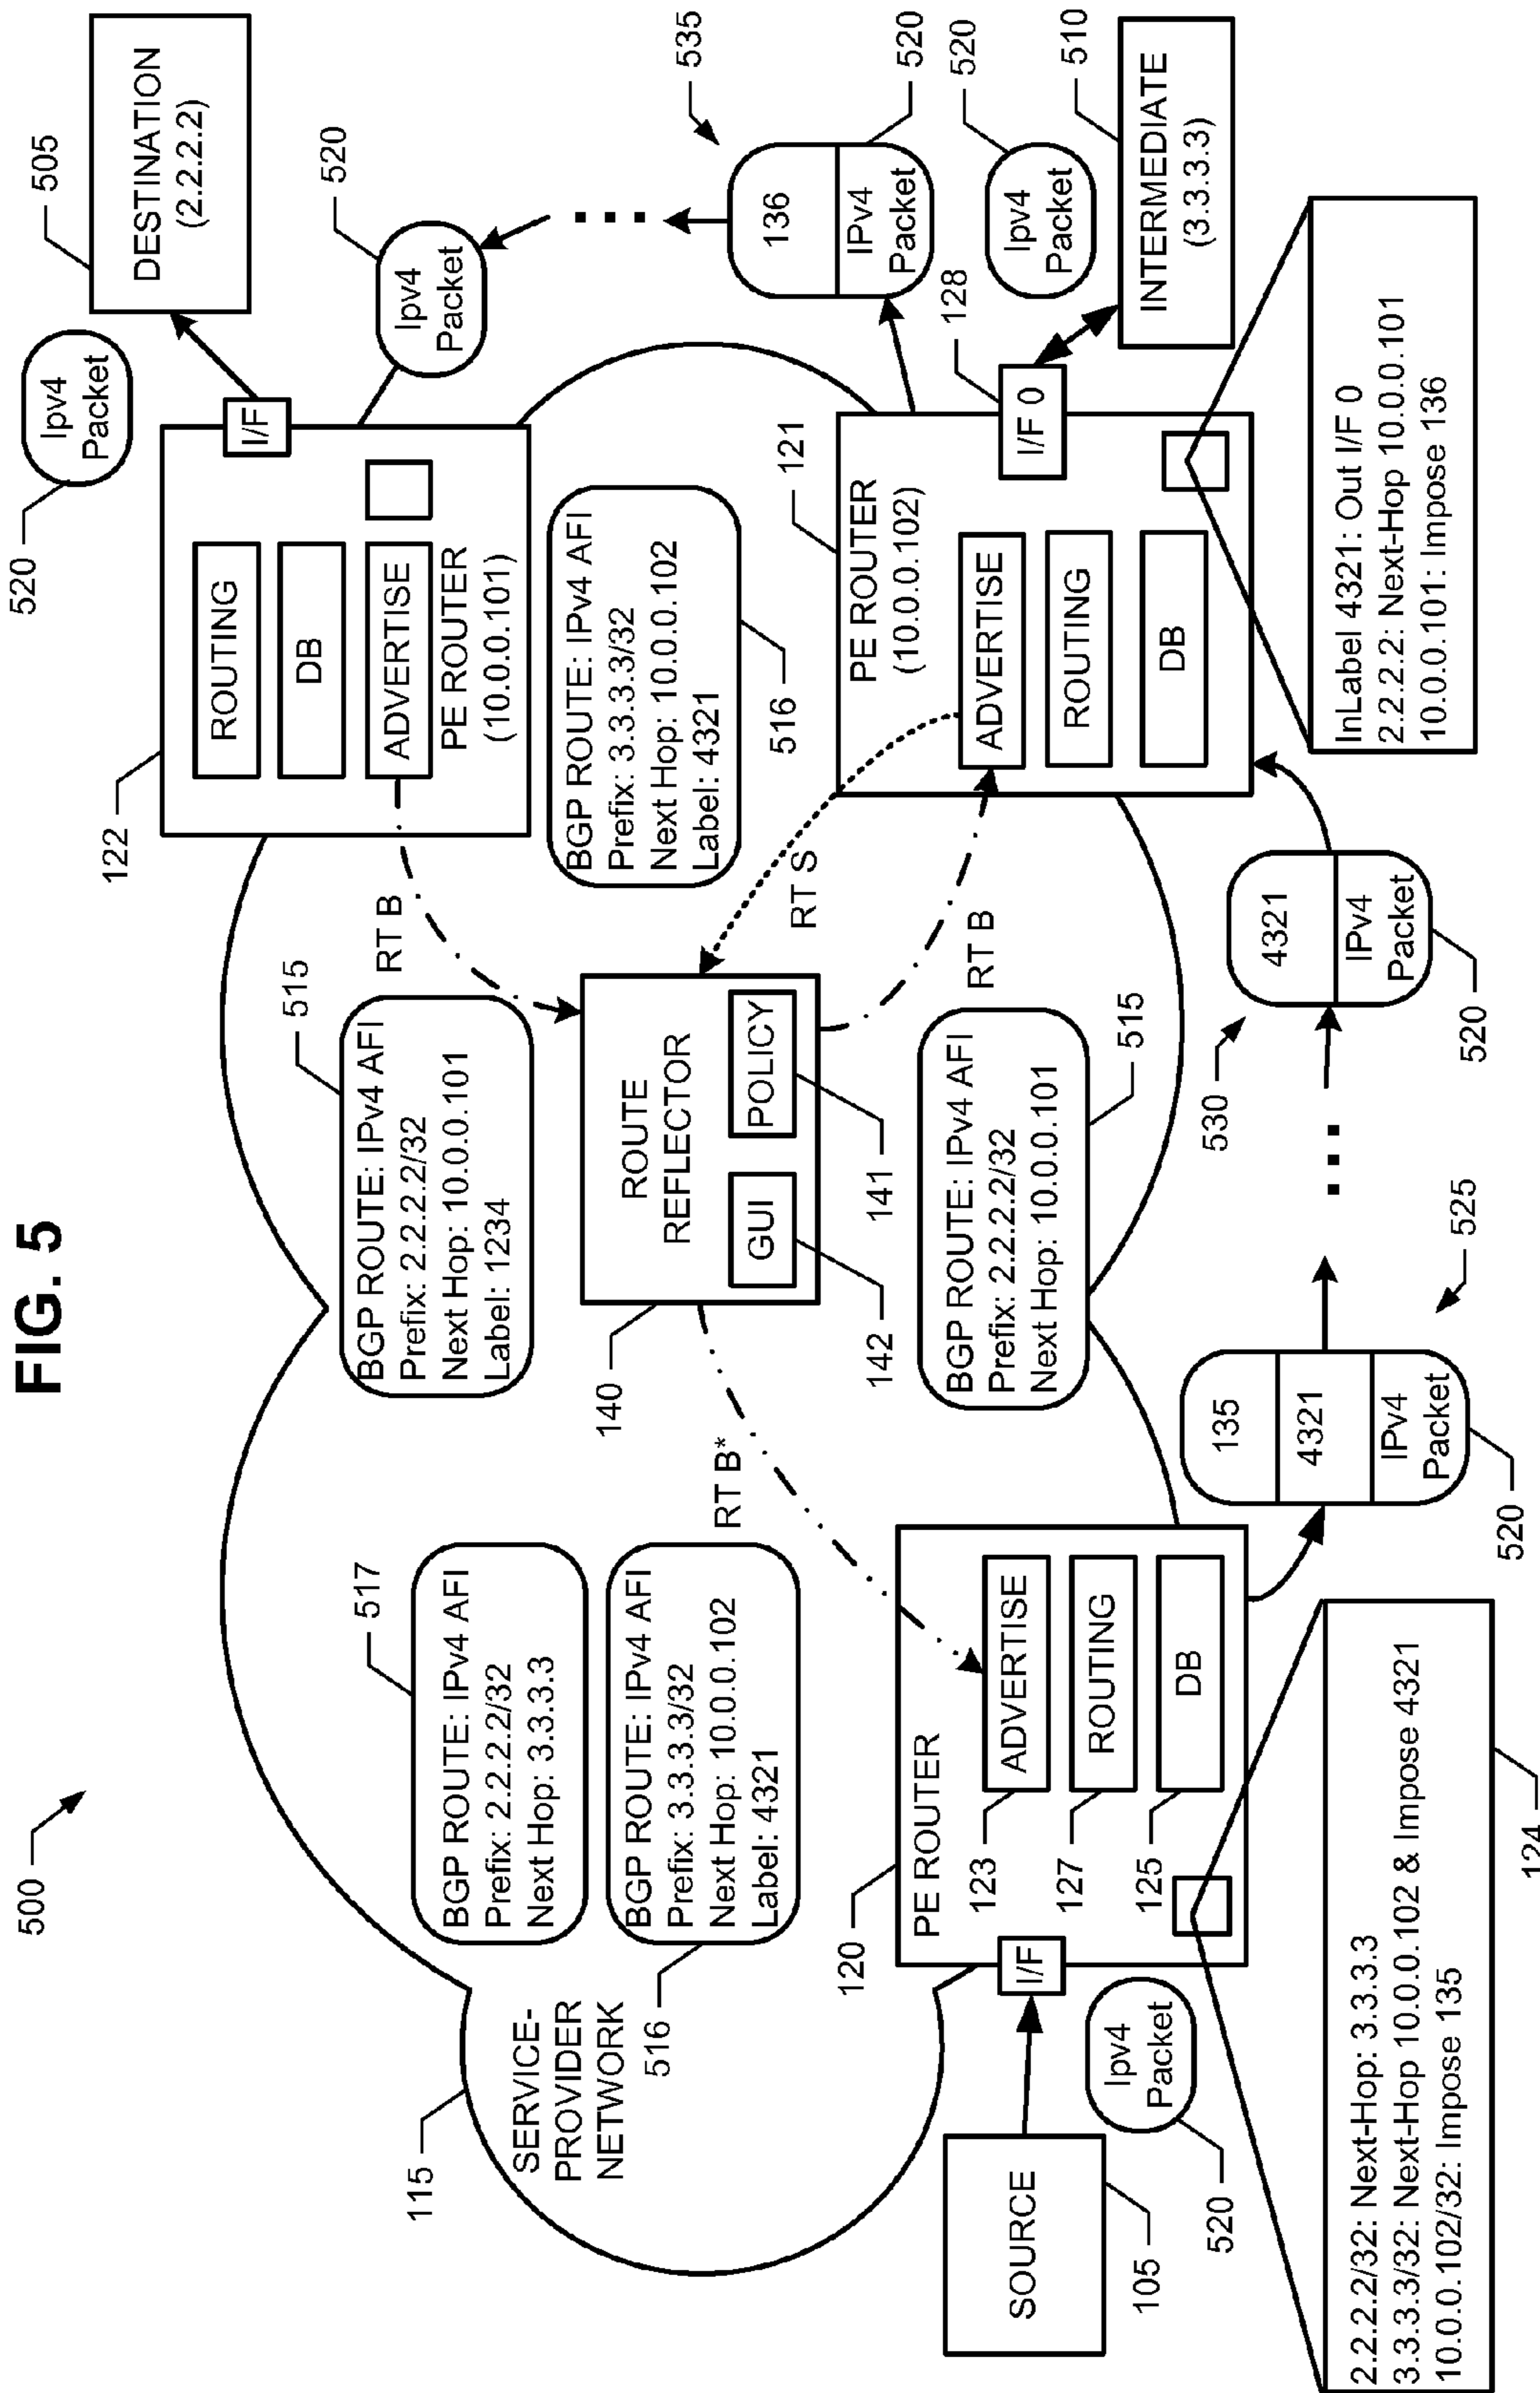 FIG. 5
500
115
SERVICE-
PROVIDER
NETWORK
517
BGP ROUTE: IPv4 AFI
Prefix: 2.2.2.2/32
Next Hop: 3.3.3.3
BGP ROUTE: IPv4 AFI
Prefix: 3.3.3.3/32
Next Hop: 10.0.0.102
Label: 4321
516
515
BGP ROUTE: IPv4 AFI
Prefix: 2.2.2.2/32
Next Hop: 10.0.0.101
Label: 1234
RT B
122
ROUTING
DB
ADVERTISE
PE ROUTER
(10.0.0.101)
I/F
520
Ipv4
Packet
505
DESTINATION
(2.2.2.2)
520
Ipv4
Packet
BGP ROUTE: IPv4 AFI
Prefix: 3.3.3.3/32
Next Hop: 10.0.0.102
Label: 4321
516
140
ROUTE
REFLECTOR
GUI
POLICY
142
141
RT B*
RT S
RT B
BGP ROUTE: IPv4 AFI
Prefix: 2.2.2.2/32
Next Hop: 10.0.0.101
515
SOURCE
105
Ipv4
Packet
520
I/F
120
PE ROUTER
123
ADVERTISE
127
ROUTING
125
DB
2.2.2.2/32: Next-Hop: 3.3.3.3
3.3.3.3/32: Next-Hop 10.0.0.102 & Impose 4321
10.0.0.102/32: Impose 135
124
135
4321
IPv4
Packet
520
525
530
4321
IPv4
Packet
520
121
PE ROUTER
(10.0.0.102)
ADVERTISE
ROUTING
DB
I/F 0
128
136
IPv4
Packet
535
520
Ipv4
Packet
520
INTERMEDIATE
(3.3.3.3)
510
InLabel 4321: Out I/F 0
2.2.2.2: Next-Hop 10.0.0.101
10.0.0.101: Impose 136